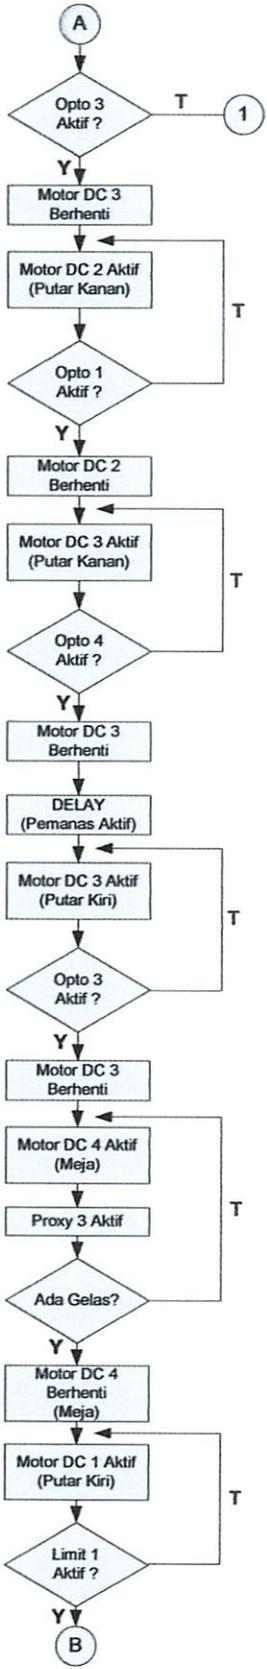 A
Opto 3
Aktif ?
T
1
Y
Motor DC 3
Berhenti
Motor DC 2 Aktif
(Putar Kanan)
T
Opto 1
Aktif ?
Y
Motor DC 2
Berhenti
Motor DC 3 Aktif
(Putar Kanan)
T
Opto 4
Aktif ?
Y
Motor DC 3
Berhenti
DELAY
(Pemanas Aktif)
Motor DC 3 Aktif
(Putar Kiri)
T
Opto 3
Aktif ?
Y
Motor DC 3
Berhenti
Motor DC 4 Aktif
(Meja)
T
Proxy 3 Aktif
Ada Gelas?
Y
Motor DC 4
Berhenti
(Meja)
Motor DC 1 Aktif
(Putar Kiri)
T
Limit 1
Aktif ?
Y
B